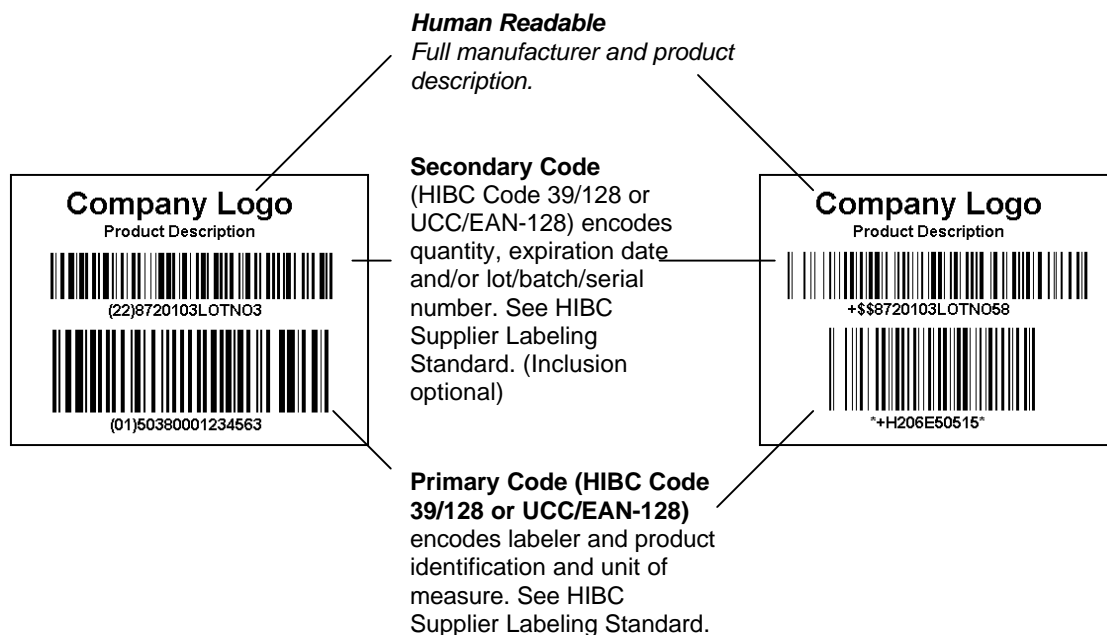 Human Readable
Full manufacturer and product
description.
Company Logo
Product Description
(22)8720103LOTNO3
(01)50380001234563
Secondary Code
(HIBC Code 39/128 or
UCC/EAN-128) encodes
quantity, expiration date
and/or lot/batch/serial
number. See HIBC
Supplier Labeling
Standard. (Inclusion
optional)
Company Logo
Product Description
+$$8720103LOTNO58
*+H206E50515*
Primary Code (HIBC Code
39/128 or UCC/EAN-128)
encodes labeler and product
identification and unit of
measure. See HIBC
Supplier Labeling Standard.